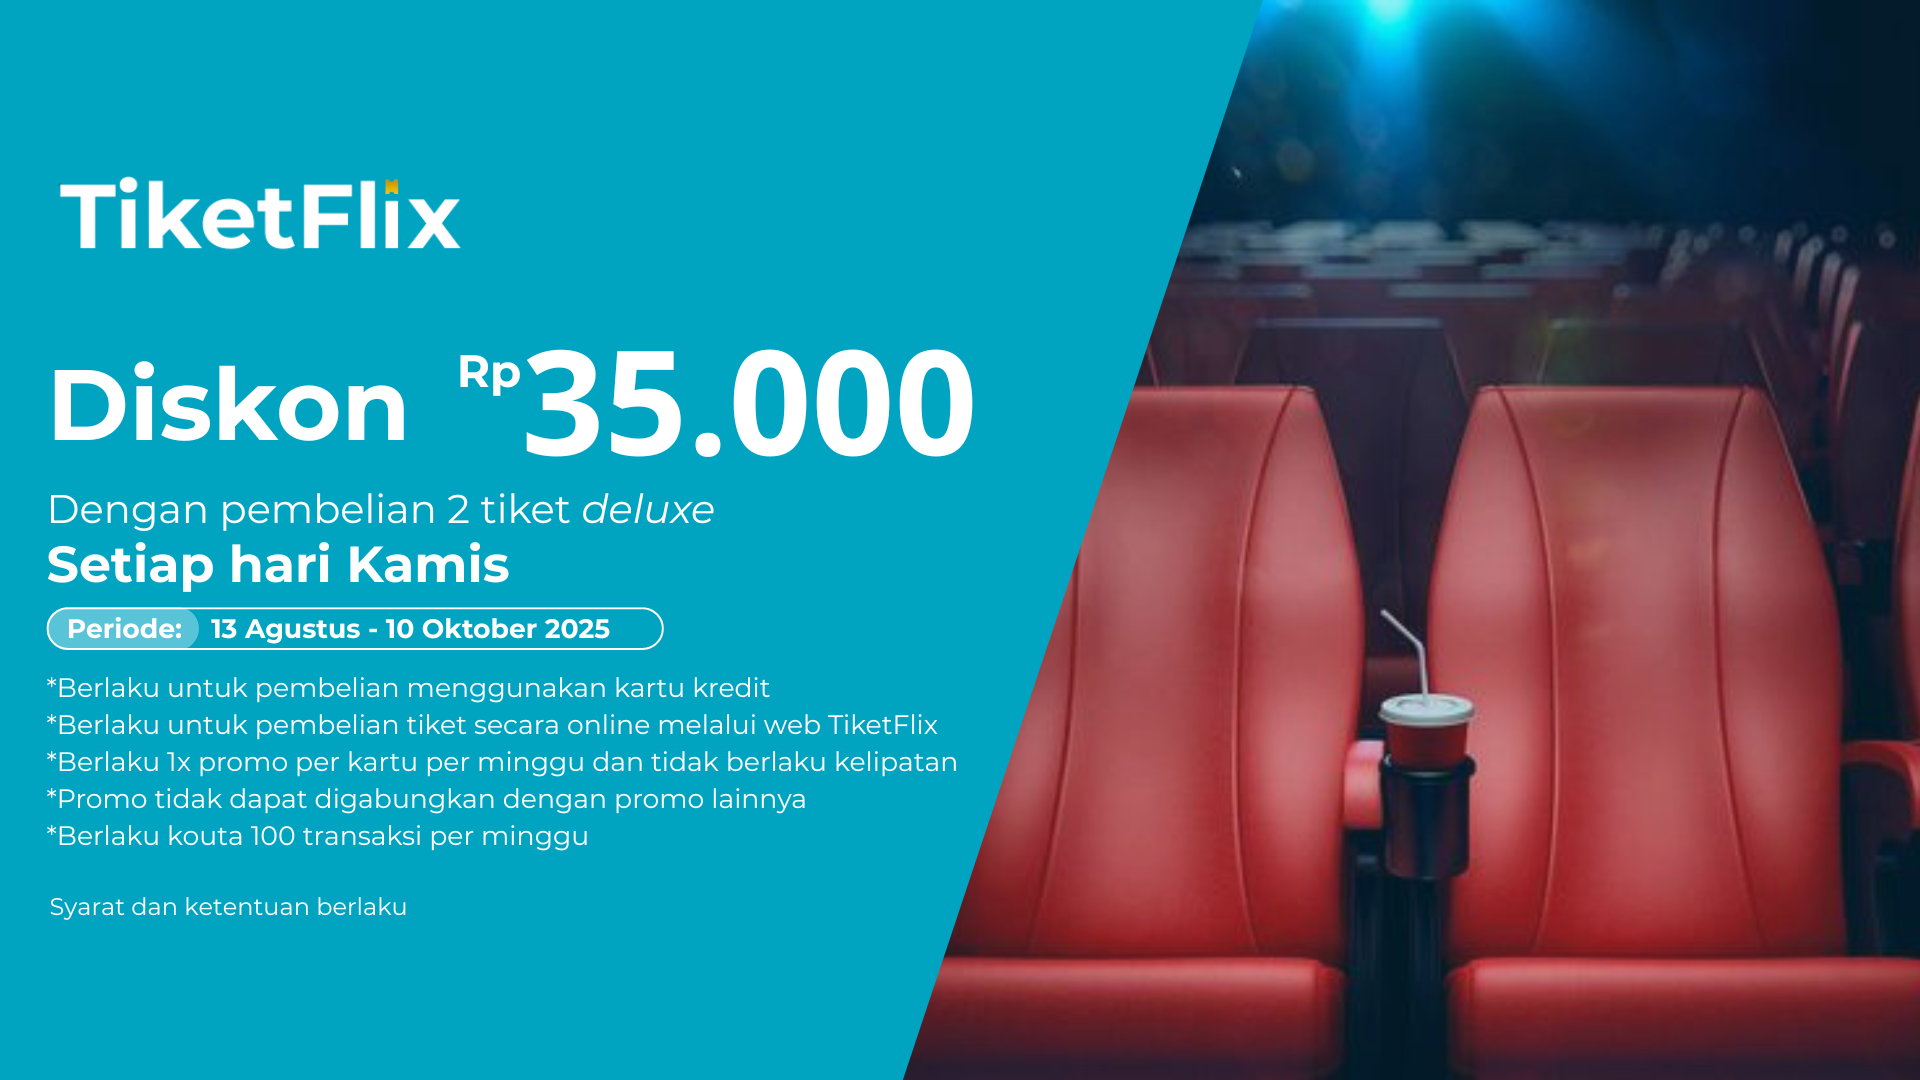 TiketFlix
Diskon Rp35.000
Dengan pembelian 2 tiket deluxe
Setiap hari Kamis
Periode: 13 Agustus - 10 Oktober 2025
*Berlaku untuk pembelian menggunakan kartu kredit
*Berlaku untuk pembelian tiket secara online melalui web TiketFlix
*Berlaku 1x promo per kartu per minggu dan tidak berlaku kelipatan
*Promo tidak dapat digabungkan dengan promo lainnya
*Berlaku kouta 100 transaksi per minggu
Syarat dan ketentuan berlaku